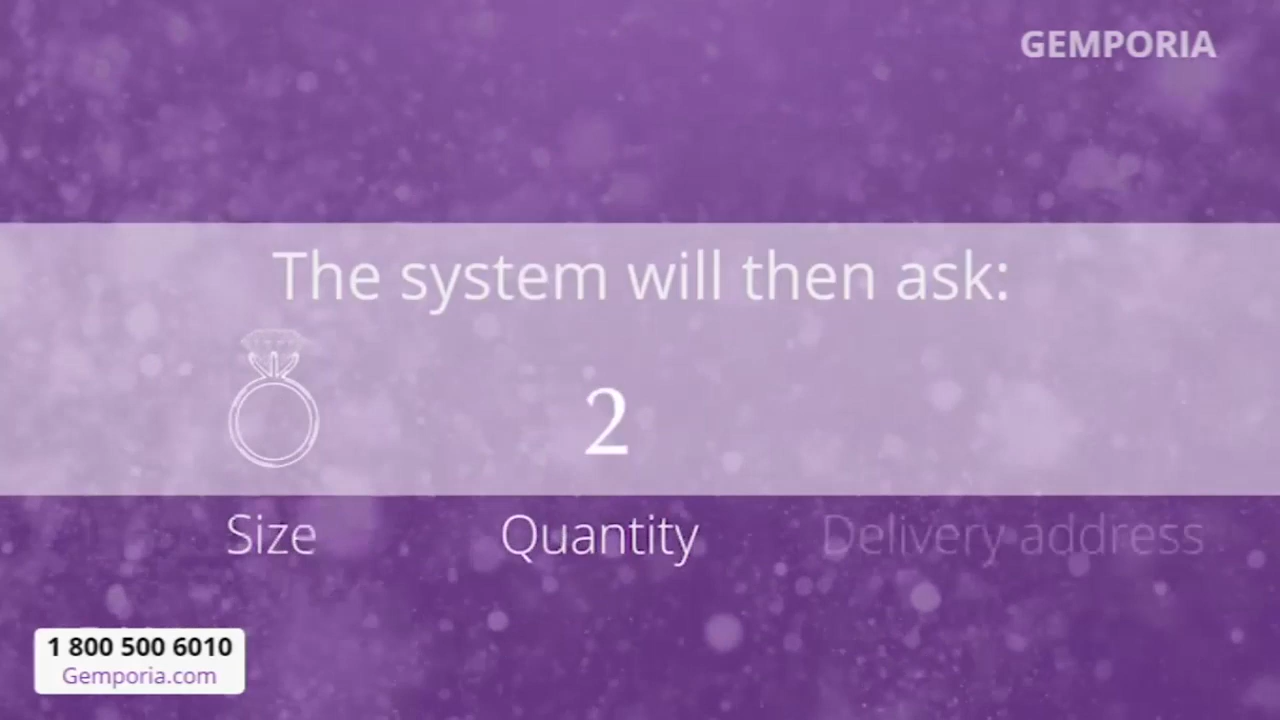 GEMPORIA
The system will then ask:
2
Size
Quantity
Delivery address
1 800 500 6010
Gemporia.com